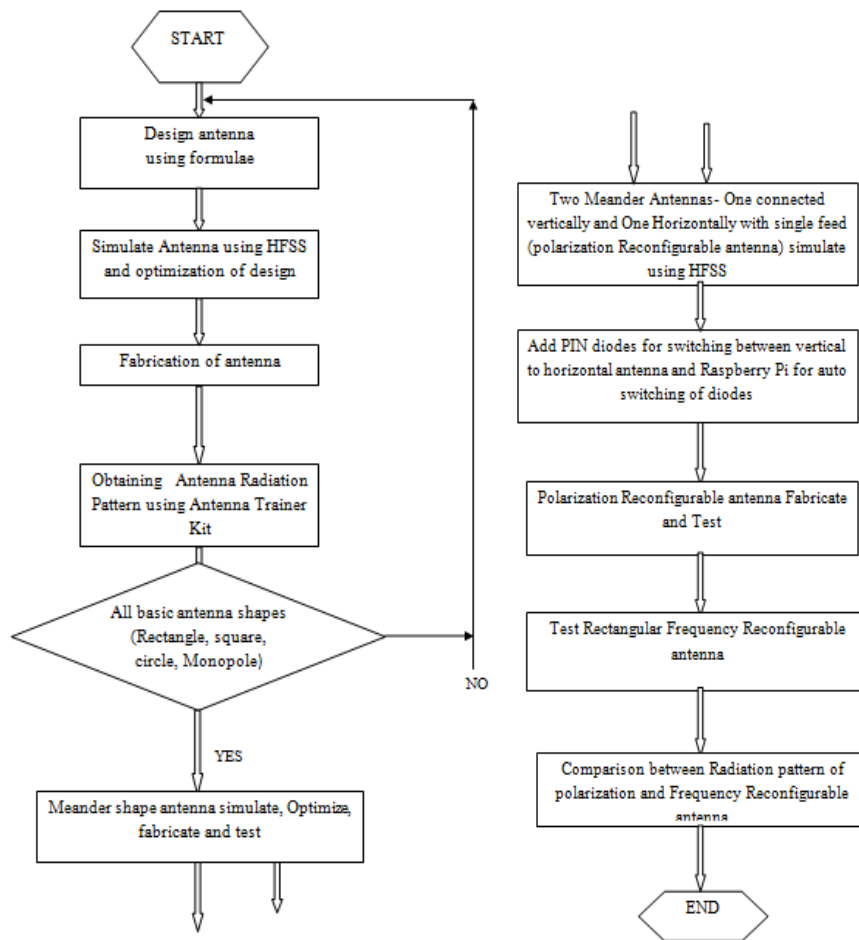 START
Design antenna
using formulae
Simulate Antenna using HFSS
and optimization of design
Fabrication of antenna
Obtaining Antenna Radiation
Pattern using Antenna Trainer
Kit
All basic antenna shapes
(Rectangle, square,
circle, Monopole)
NO
YES
Meander shape antenna simulate, Optimize,
fabricate and test
Two Meander Antennas- One connected
vertically and One Horizontally with single feed
(polarization Reconfigurable antenna) simulate
using HFSS
Add PIN diodes for switching between vertical
to horizontal antenna and Raspberry Pi for auto
switching of diodes
Polarization Reconfigurable antenna Fabricate
and Test
Test Rectangular Frequency Reconfigurable
antenna
Comparison between Radiation pattern of
polarization and Frequency Reconfigurable
antenna
END